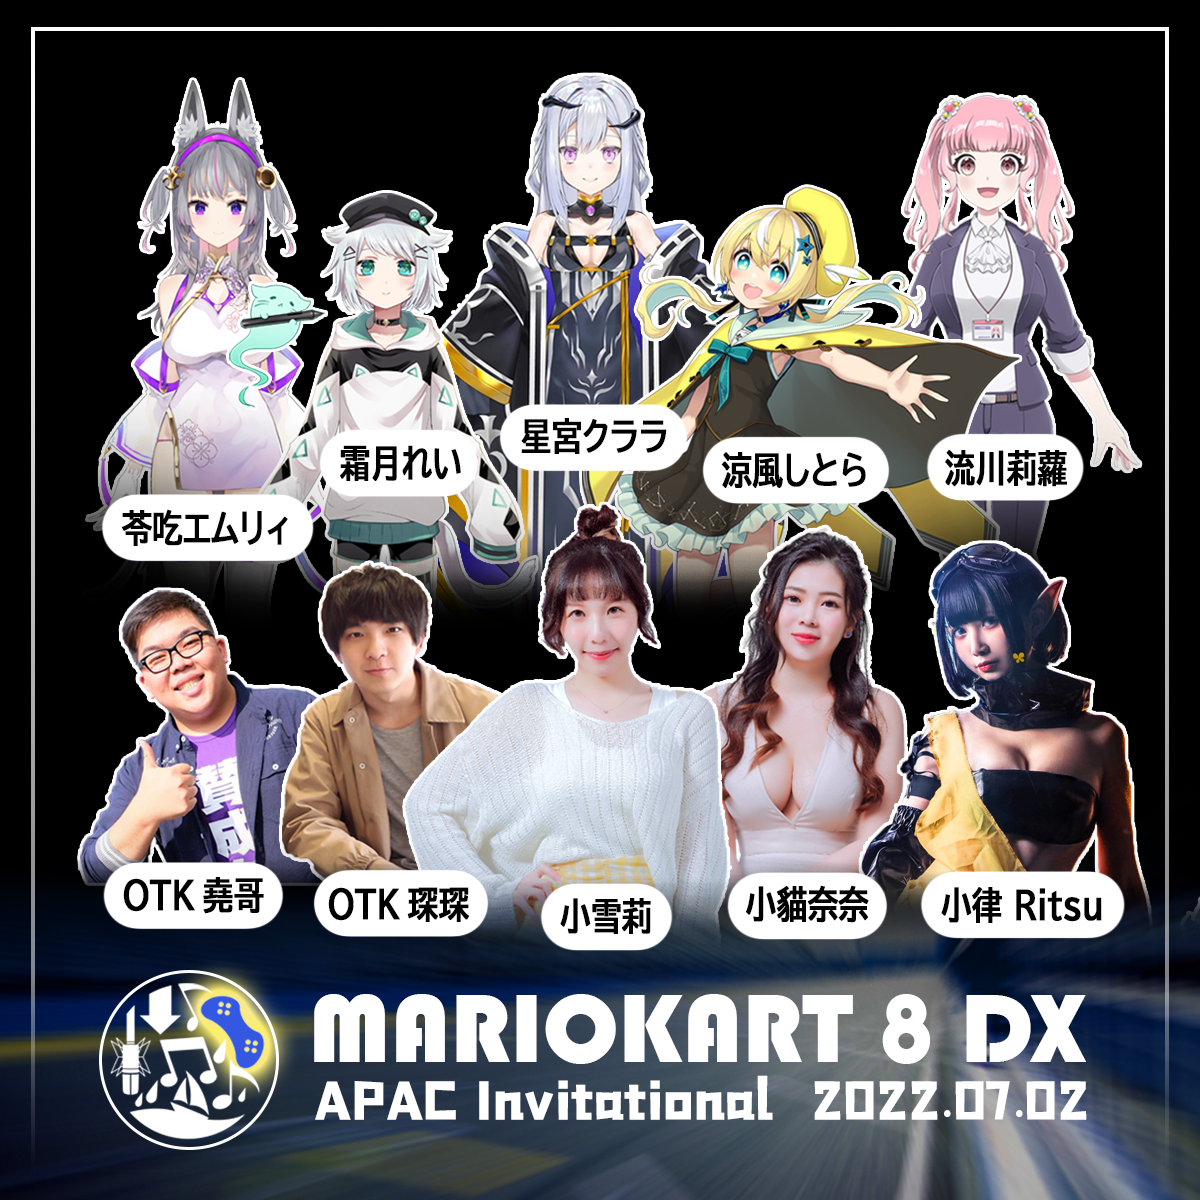 星宮クララ
霜月れい
涼風しとら
流川莉蘿
苓吃エムリィ
賛成
OTK 堯哥
OTK 琛琛
小雪莉
小貓奈奈
小律 Ritsu
MARIOKART 8 DX
APAC Invitational 2022.07.02